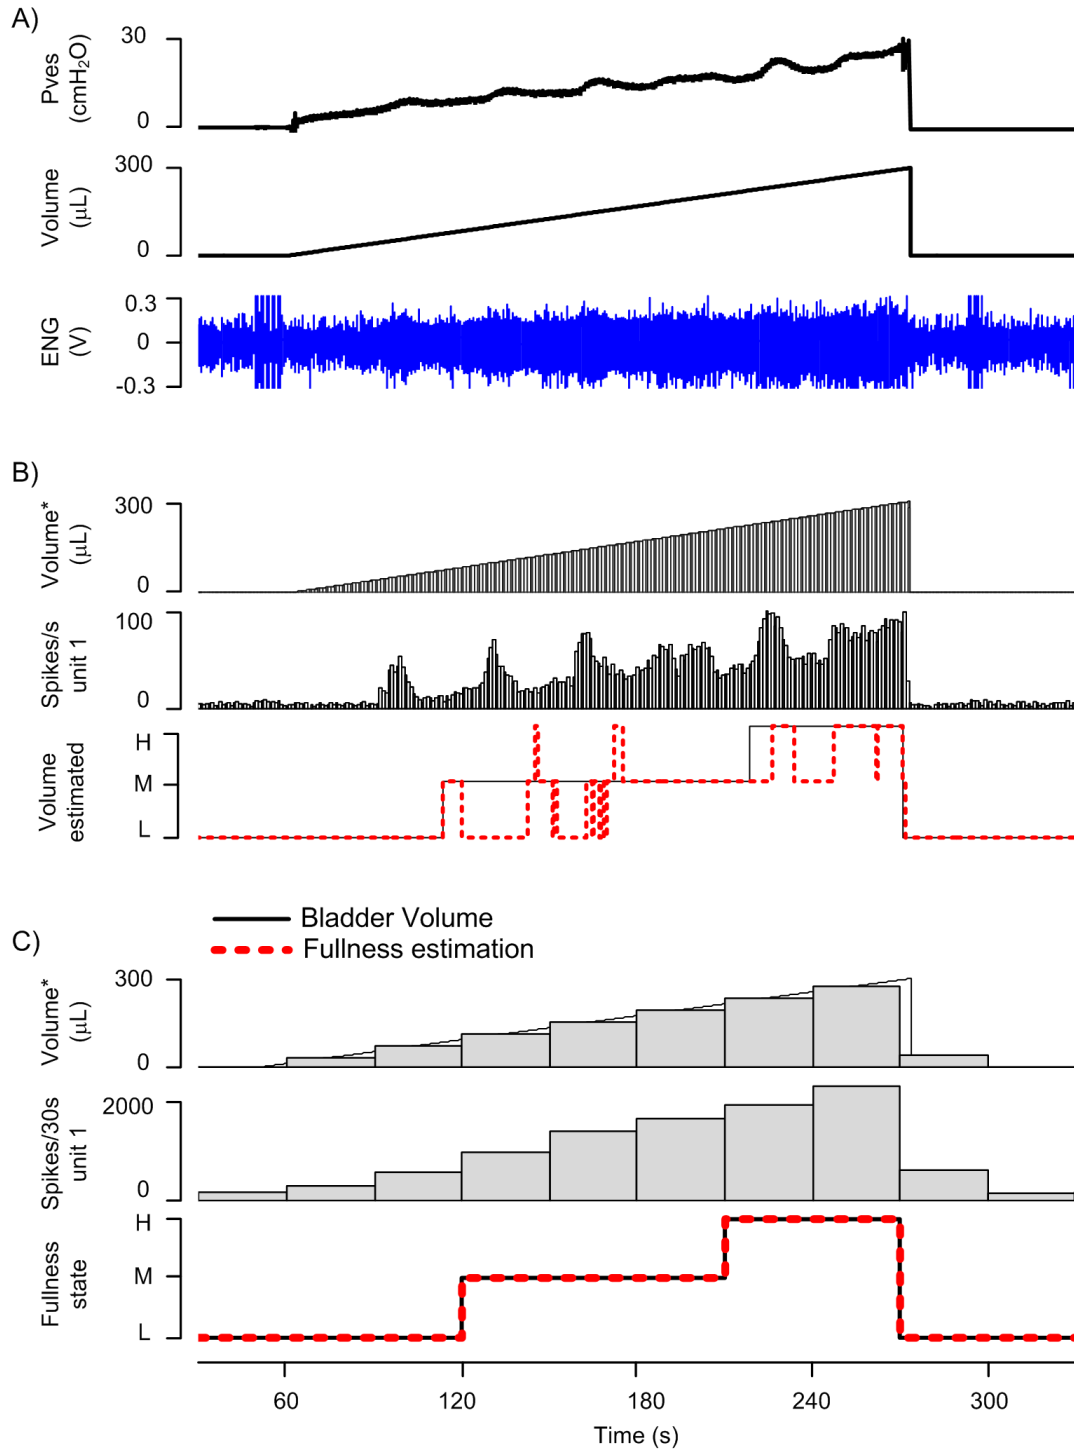 A)
30
Pves
(cmH₂O)
0
300
Volume
(μL)
0
0.3
ENG
(V)
0
-0.3
B)
300
Volume*
(μL)
0
100
Spikes/s
unit 1
0
H
Volume
estimated
M
L
Bladder Volume
Fullness estimation
C)
300
Volume*
(μL)
0
2000
Spikes/30s
unit 1
0
H
Fullness
state
M
L
60 120 180 240 300
Time (s)